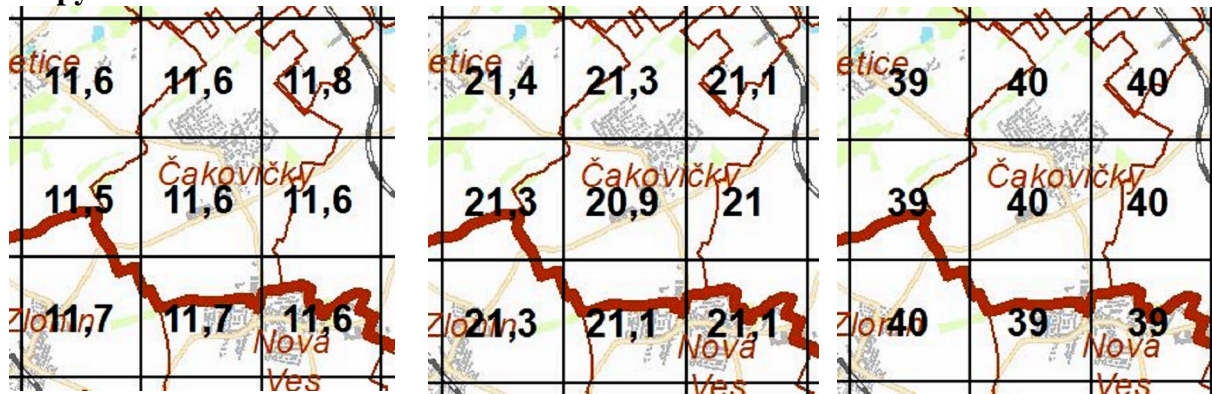 etice
11,6 11,6 11,8
Čakovičky
11,5 11,6 11,6
Zlonín
11,7 11,7 11,6
Nová
Ves
etice
21,4 21,3 21,1
Čakovičky
21,3 20,9 21
Zlonín
21,3 21,1 21,1
Nová
Ves
etice
39 40 40
Čakovičky
39 40 40
Zlonín
40 39 39
Nová
Ves